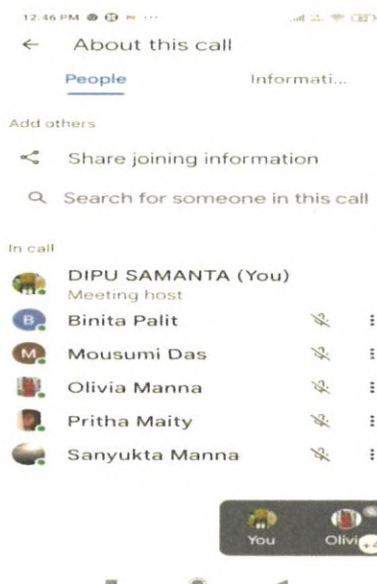 12:46 PM
← About this call
People Informati...
Add others
Share joining information
Search for someone in this call
In call
DIPU SAMANTA (You)
Meeting host
B Binita Palit
M Mousumi Das
Olivia Manna
Pritha Maity
Sanyukta Manna
You Olivi
+4